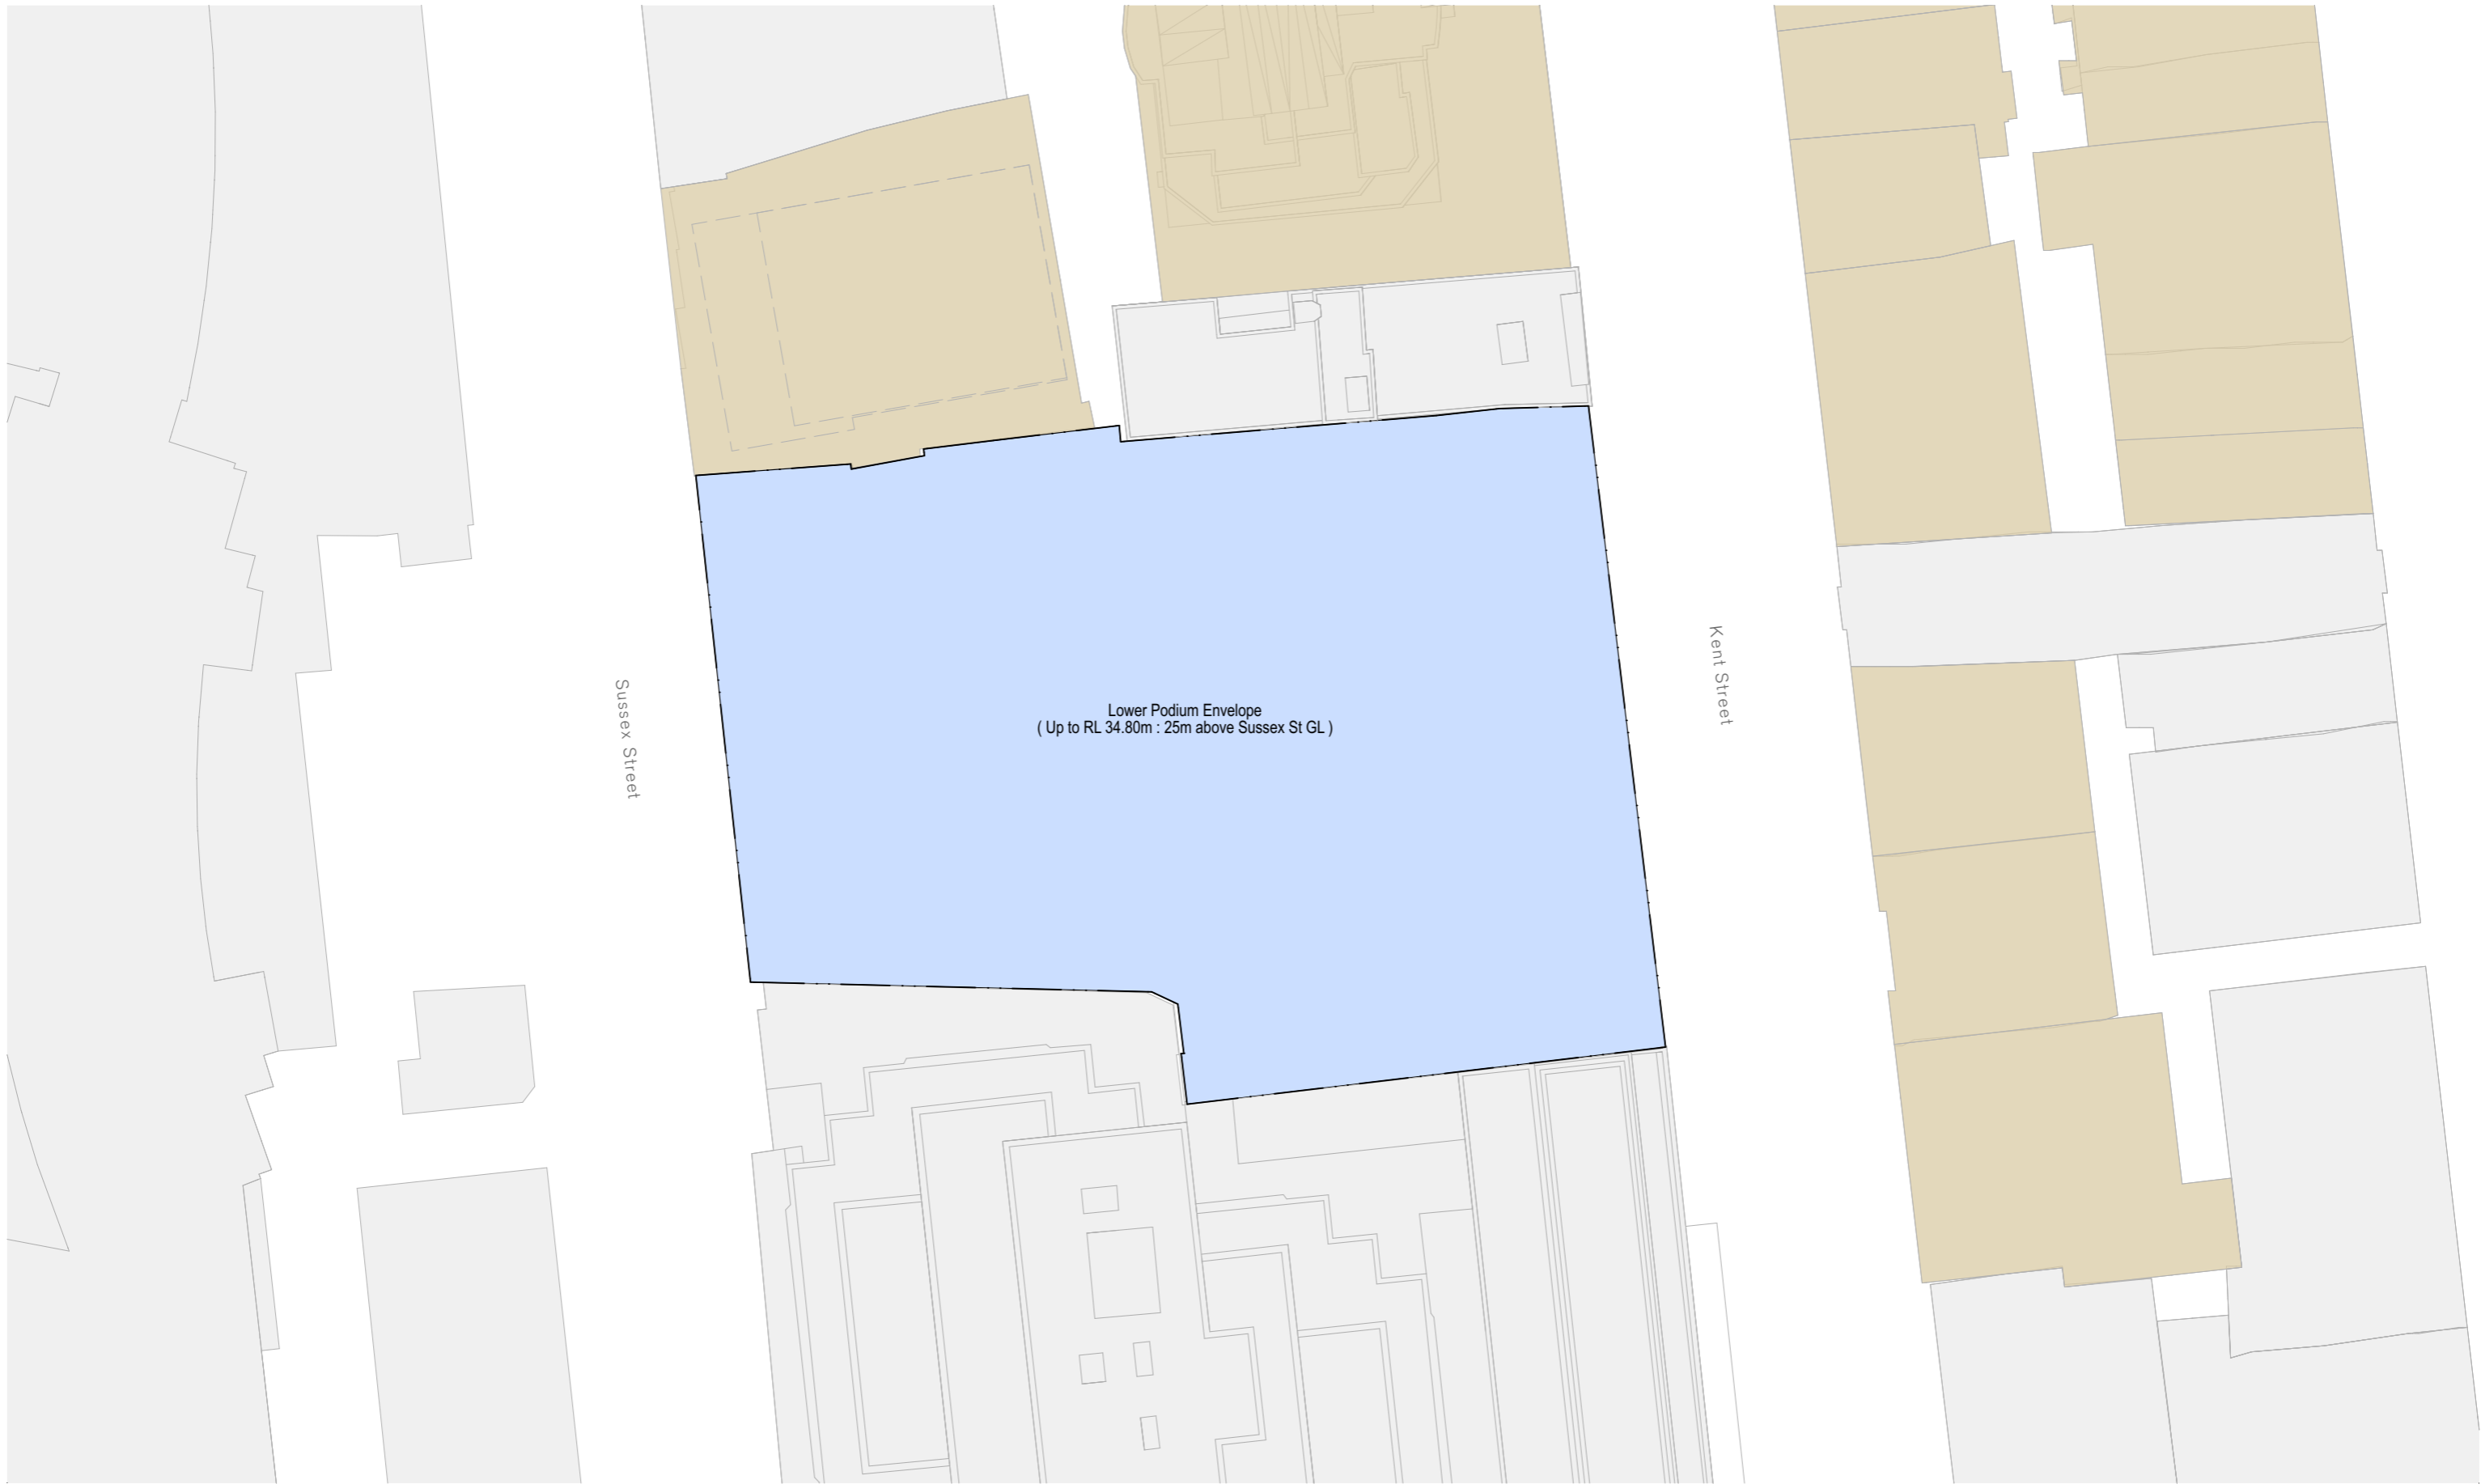 Sussex Street
Lower Podium Envelope
( Up to RL 34.80m : 25m above Sussex St GL )
Kent Street